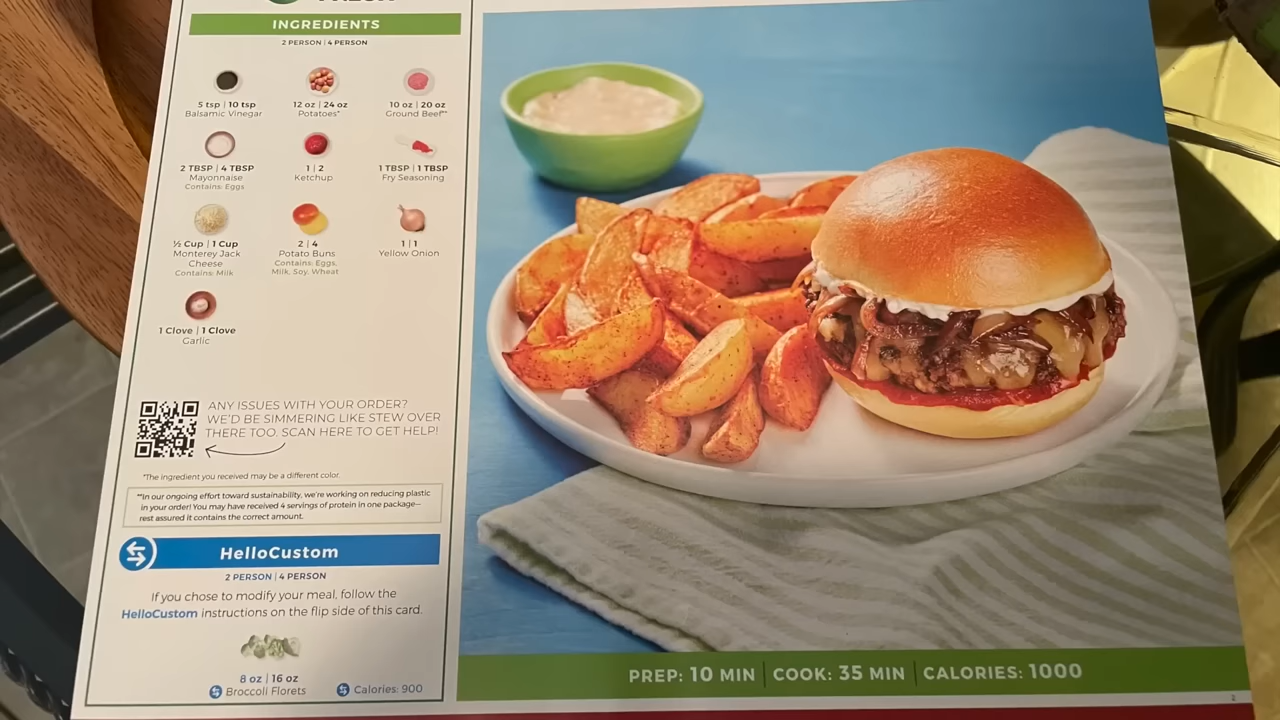 INGREDIENTS
2 PERSON | 4 PERSON
5 tsp | 10 tsp
Balsamic Vinegar
12 oz | 24 oz
Potatoes*
10 oz | 20 oz
Ground Beef**
2 TBSP | 4 TBSP
Mayonnaise
Contains: Eggs
1 | 2
Ketchup
1 TBSP | 1 TBSP
Fry Seasoning
½ Cup | 1 Cup
Monterey Jack
Cheese
Contains: Milk
2 | 4
Potato Buns
Contains: Eggs,
Milk, Soy, Wheat
1 | 1
Yellow Onion
1 Clove | 1 Clove
Garlic
ANY ISSUES WITH YOUR ORDER?
WE'D BE SIMMERING LIKE STEW OVER
THERE TOO. SCAN HERE TO GET HELP!
*The ingredient you received may be a different color.
**In our ongoing effort toward sustainability, we're working on reducing plastic
in your order! You may have received 4 servings of protein in one package—
rest assured it contains the correct amount.
HelloCustom
2 PERSON | 4 PERSON
If you chose to modify your meal, follow the
HelloCustom instructions on the flip side of this card.
8 oz | 16 oz
Broccoli Florets
Calories: 900
PREP: 10 MIN | COOK: 35 MIN | CALORIES: 1000
2